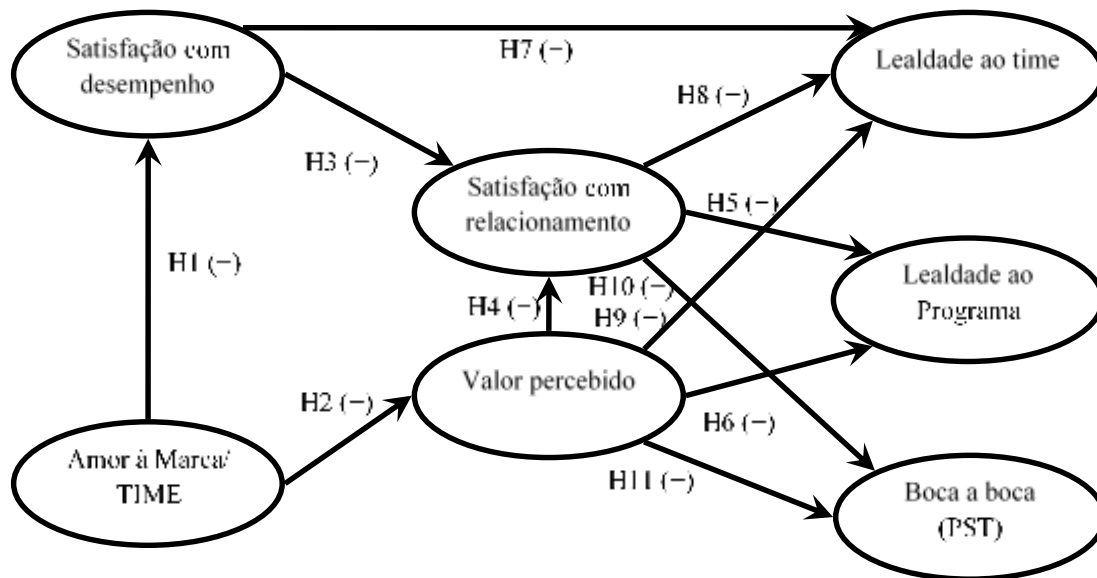 Satisfação com
desempenho
H7 (−)
Lealdade ao time
H8 (−)
H3 (−)
Satisfação com
relacionamento
H5 (−)
H1 (−)
Lealdade ao
Programa
H10 (−)
H4 (−)
H9 (−)
Valor percebido
H2 (−)
H6 (−)
Amor à Marca/
TIME
H11 (−)
Boca a boca
(PST)